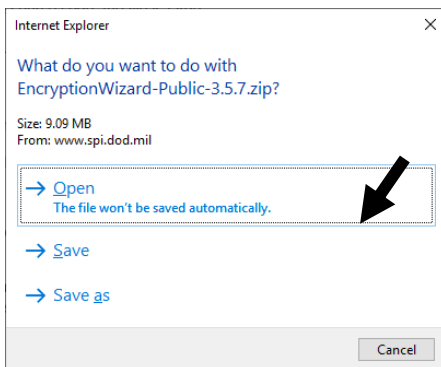 Internet Explorer
What do you want to do with
EncryptionWizard-Public-3.5.7.zip?
Size: 9.09 MB
From: www.spi.dod.mil
Open
The file won't be saved automatically.
Save
Save as
Cancel